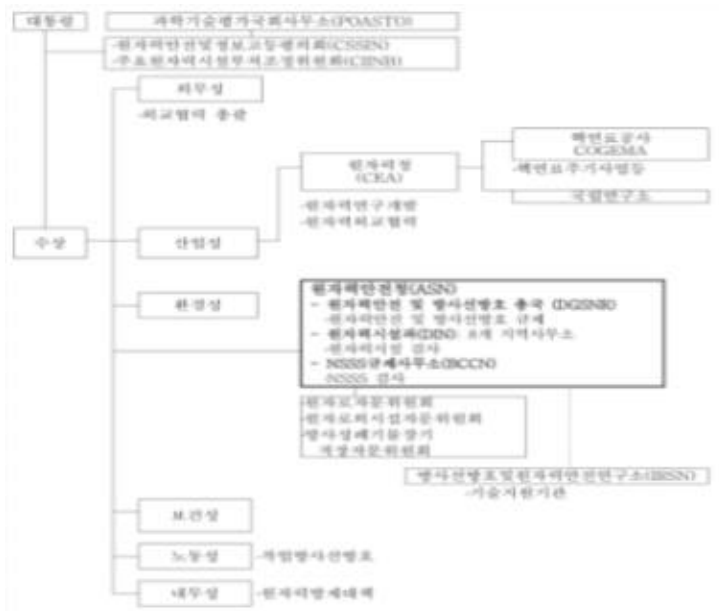 대통령
과학기술평가국회사무소(POASTO)
-원자력안전및정보고등평의회(CSSIN)
-주요원자력시설부처조정위원회(CIINB)
외무성
-외교협력 총괄
핵연료공사
COGEMA
-핵연료주기사업등
국립연구소
원자력청
(CEA)
-원자력연구개발
-원자력외교협력
수상
산업성
환경성
원자력안전청(ASN)
- 원자력안전 및 방사선방호 총국 (DGSNR)
-원자력안전 및 방사선방호 규제
- 원자력시설과(DIN): 8개 지역사무소
-원자력시설 검사
- NSSS규제사무소(BCCN)
-NSSS 검사
-원자로자문위원회
-원자로외시설자문위원회
-방사성폐기물장기
저장자문위원회
방사선방호및원자력안전연구소(IRSN)
-기술지원기관
보건성
노동성
-작업방사선방호
내무성
-원자력방재대책